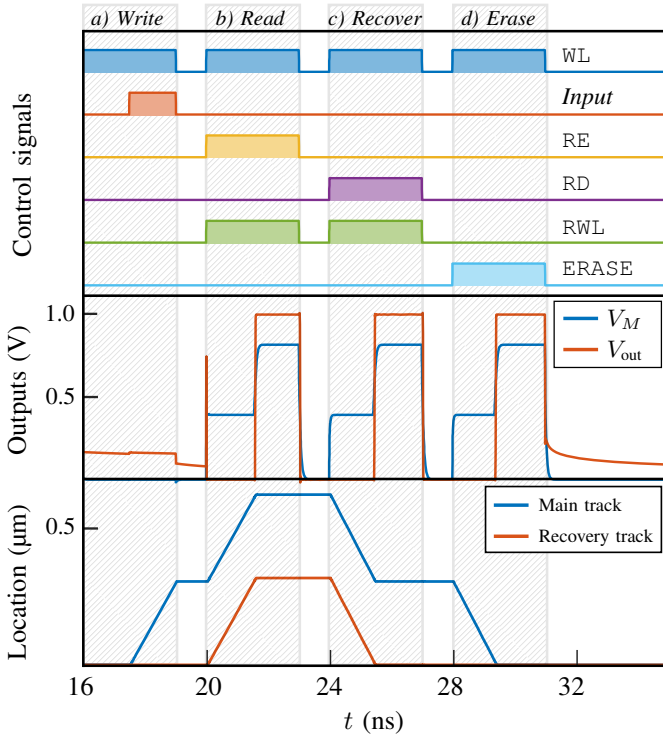 a) Write b) Read c) Recover d) Erase
Control signals
WL
Input
RE
RD
RWL
ERASE
Outputs (V)
1.0
0.5
V_M
V_out
Location (µm)
0.5
Main track
Recovery track
16 20 24 28 32
t (ns)